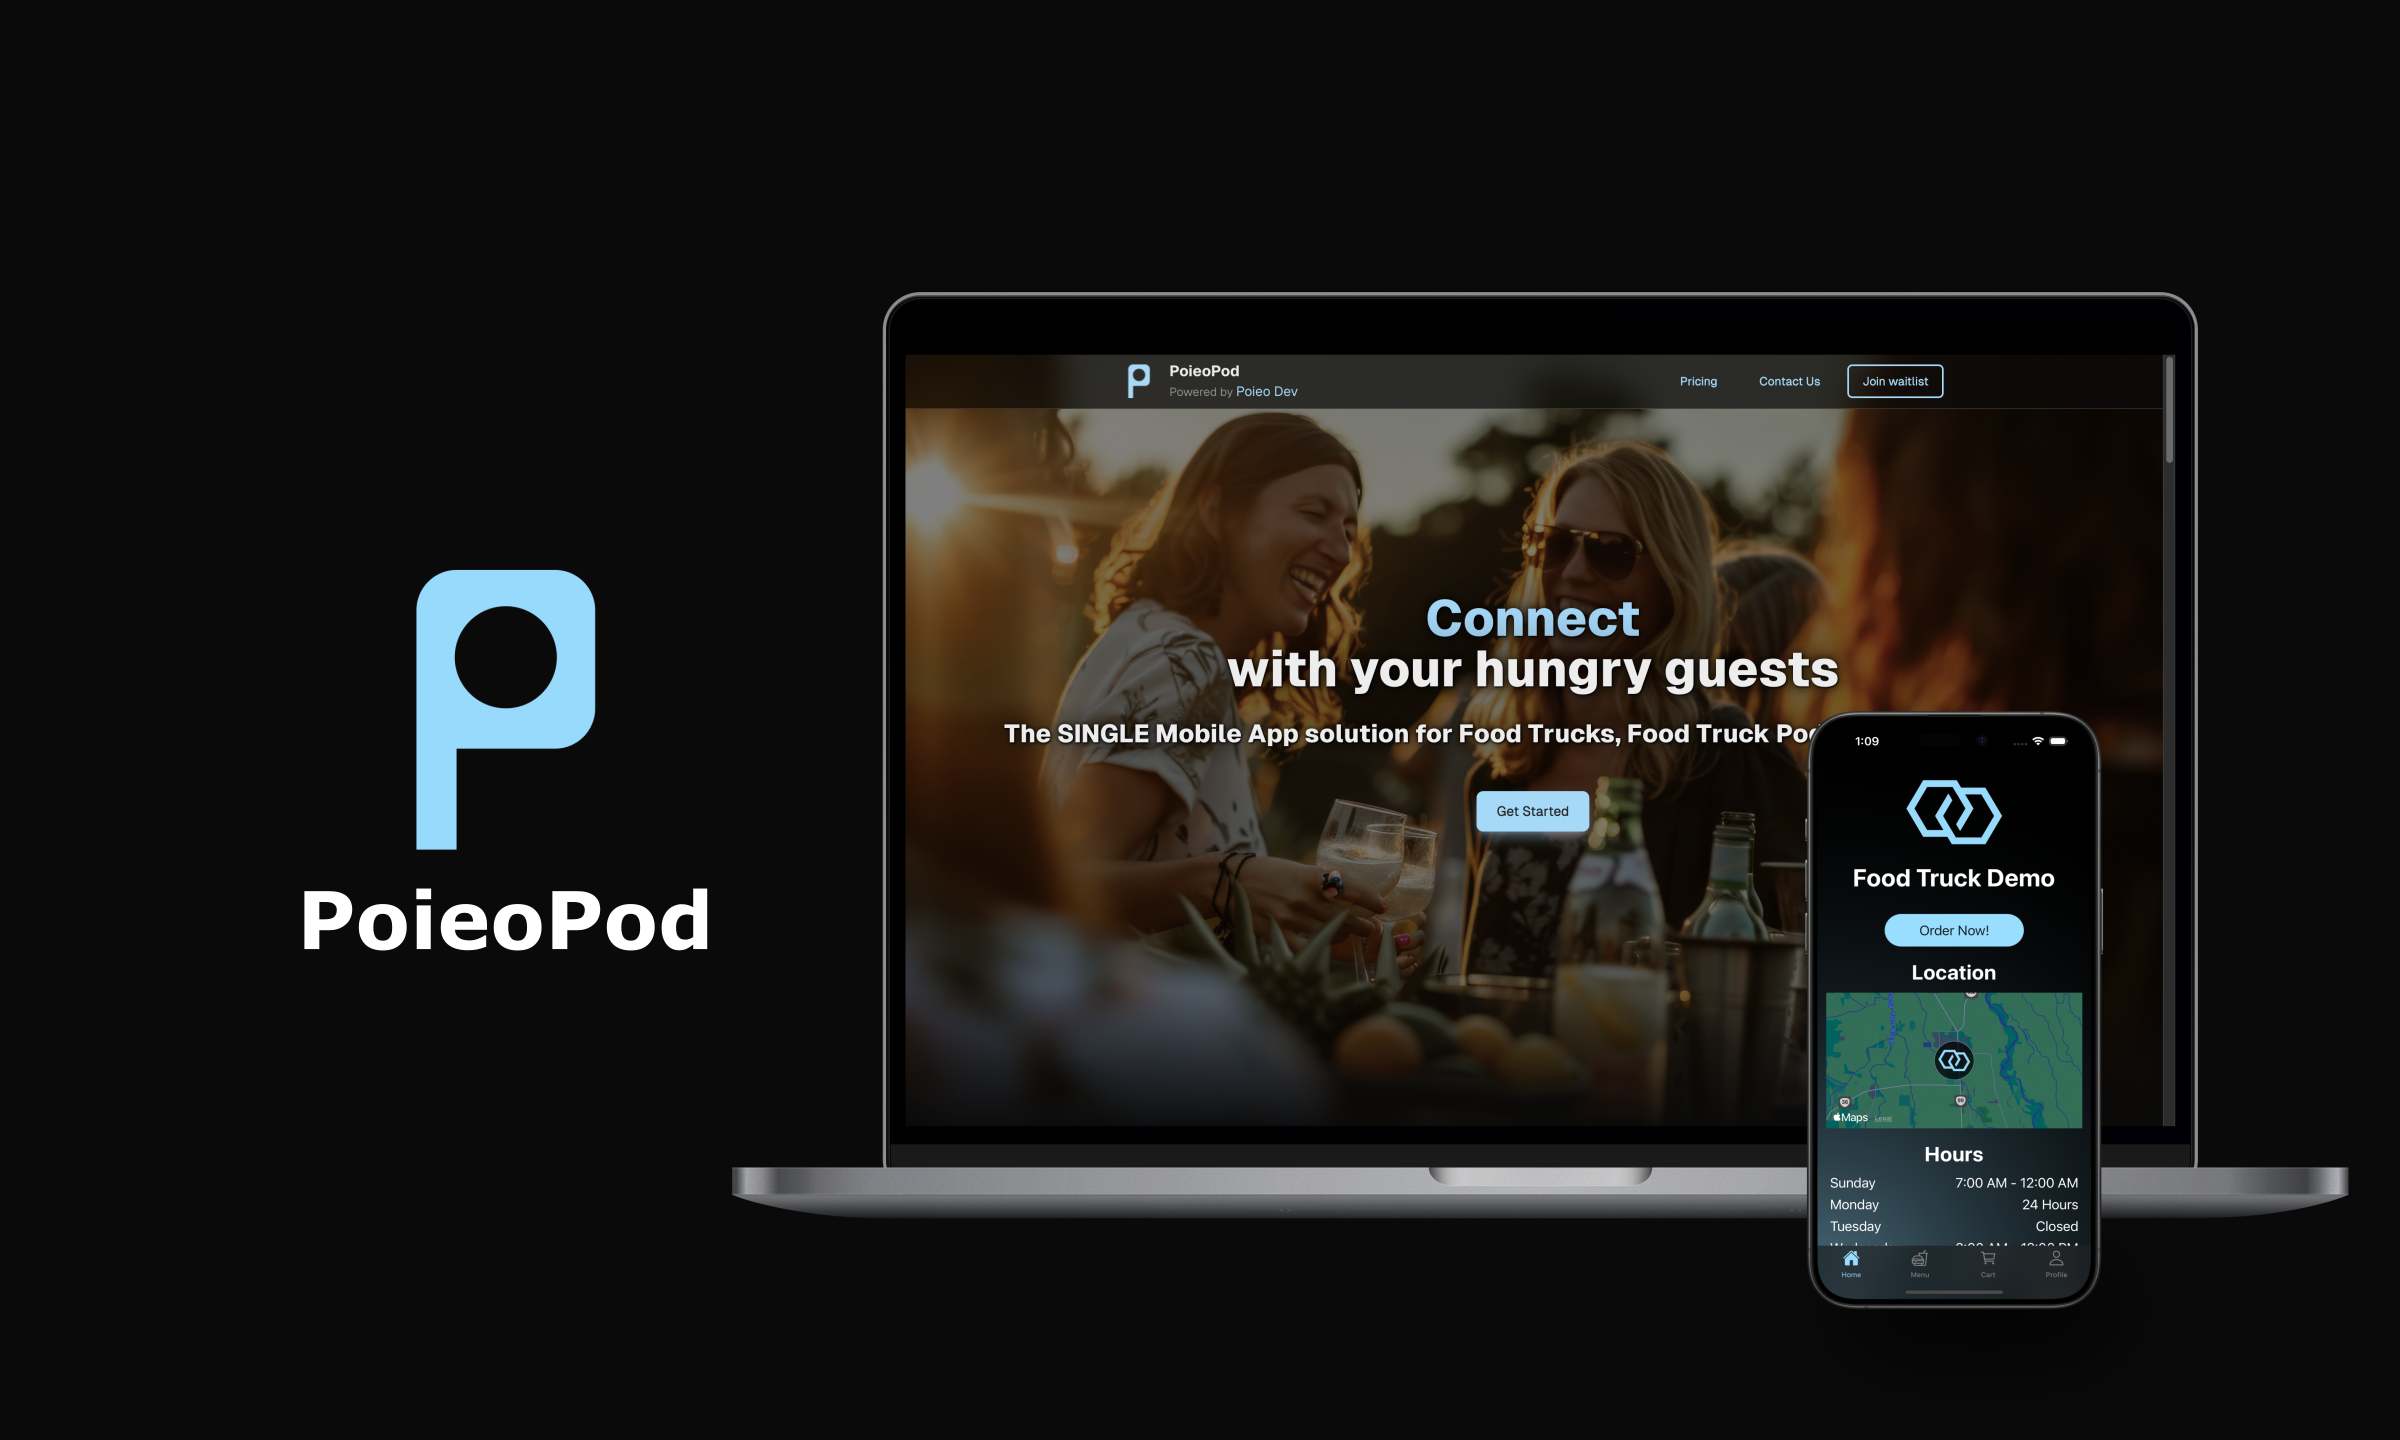 PoieoPod
PoieoPod
Powered by Poieo Dev
Pricing
Contact Us
Join waitlist
Connect
with your hungry guests
The SINGLE Mobile App solution for Food Trucks, Food Truck
Get Started
1:09
Food Truck Demo
Order Now!
Location
Maps
Legal
Hours
Sunday 7:00 AM - 12:00 AM
Monday 24 Hours
Tuesday Closed
Home
Menu
Cart
Profile